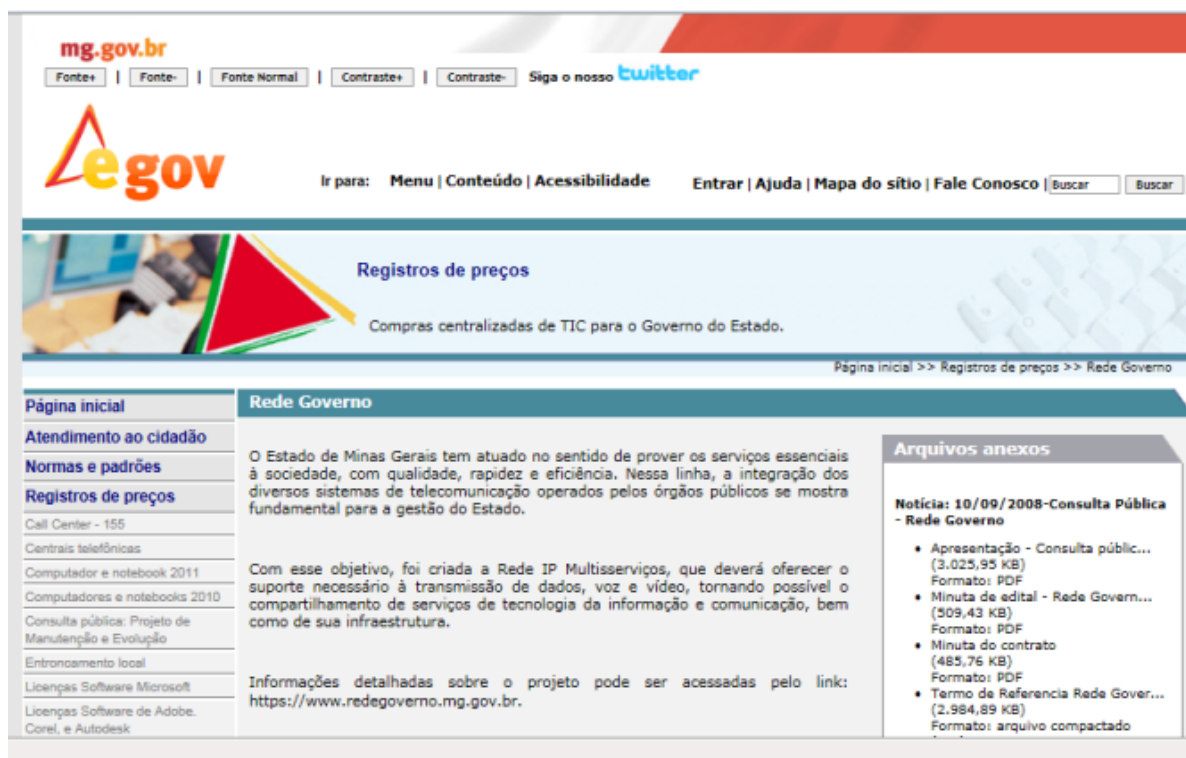 mg.gov.br
Fonte+ | Fonte- | Fonte Normal | Contraste+ | Contraste- Siga o nosso twitter
egov
Ir para: Menu | Conteúdo | Acessibilidade Entrar | Ajuda | Mapa do sítio | Fale Conosco | Buscar Buscar
Registros de preços
Compras centralizadas de TIC para o Governo do Estado.
Página inicial >> Registros de preços >> Rede Governo
Página inicial
Atendimento ao cidadão
Normas e padrões
Registros de preços
Call Center - 155
Centrais telefônicas
Computador e notebook 2011
Computadores e notebooks 2010
Consulta pública: Projeto de
Manutenção e Evolução
Entroncamento local
Licenças Software Microsoft
Licenças Software de Adobe.
Corel, e Autodesk
Rede Governo
O Estado de Minas Gerais tem atuado no sentido de prover os serviços essenciais
à sociedade, com qualidade, rapidez e eficiência. Nessa linha, a integração dos
diversos sistemas de telecomunicação operados pelos órgãos públicos se mostra
fundamental para a gestão do Estado.
Com esse objetivo, foi criada a Rede IP Multisserviços, que deverá oferecer o
suporte necessário à transmissão de dados, voz e vídeo, tornando possível o
compartilhamento de serviços de tecnologia da informação e comunicação, bem
como de sua infraestrutura.
Informações detalhadas sobre o projeto pode ser acessadas pelo link:
https://www.redegoverno.mg.gov.br.
Arquivos anexos
Notícia: 10/09/2008-Consulta Pública
- Rede Governo
• Apresentação - Consulta públic...
(3.025,95 KB)
Formato: PDF
• Minuta de edital - Rede Govern...
(509,43 KB)
Formato: PDF
• Minuta do contrato
(485,76 KB)
Formato: PDF
• Termo de Referencia Rede Gover...
(2.984,89 KB)
Formato: arquivo compactado